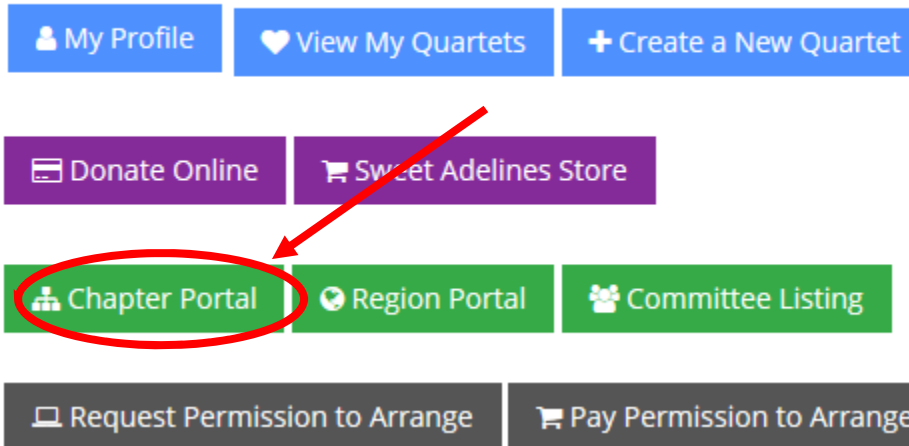 My Profile View My Quartets Create a New Quartet
Donate Online Sweet Adelines Store
Chapter Portal Region Portal Committee Listing
Request Permission to Arrange Pay Permission to Arrange